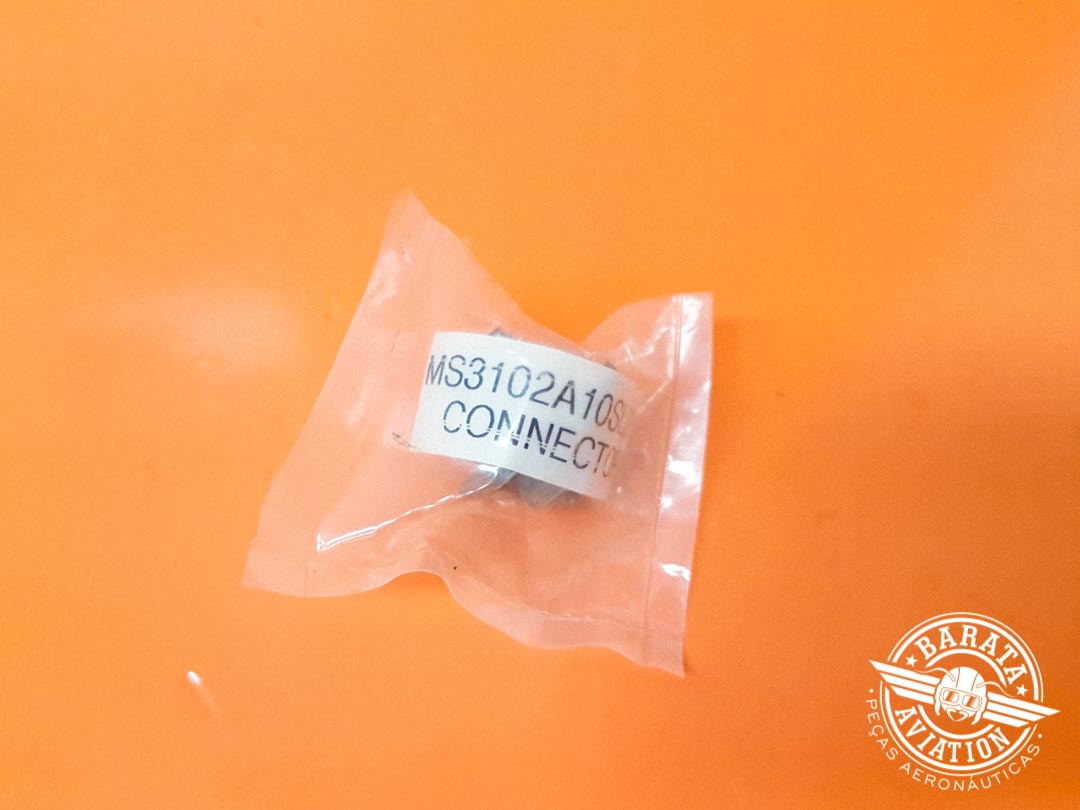 MS3102A10SL
CONNECTO
BARATA
AVIATION
PEÇAS AERONÁUTICAS